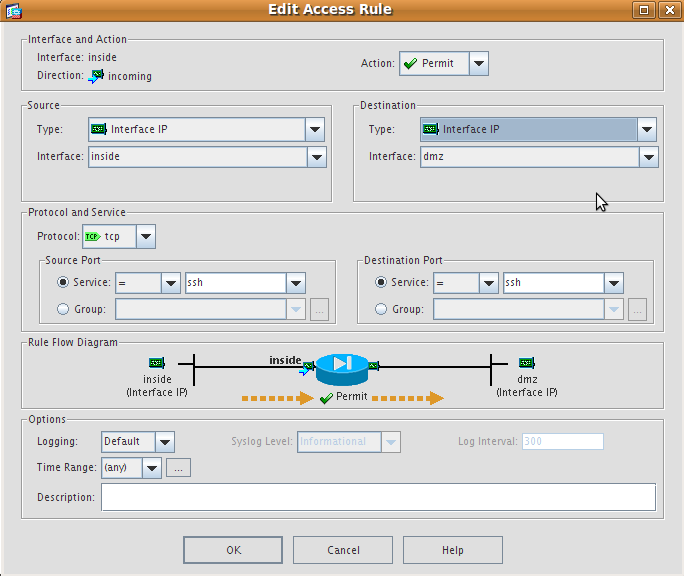 Edit Access Rule
Interface and Action
Interface: inside
Action: Permit
Direction: incoming
Source
Type: Interface IP
Interface: inside
Destination
Type: Interface IP
Interface: dmz
Protocol and Service
Protocol: TCP tcp
Source Port
Service: = ssh
Group: ...
Destination Port
Service: = ssh
Group: ...
Rule Flow Diagram
inside
inside
(Interface IP)
dmz
(Interface IP)
Permit
Options
Logging: Default Syslog Level: Informational Log Interval: 300
Time Range: (any) ...
Description:
OK Cancel Help